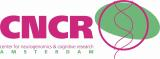 CNCR
center for neurogenomics & cognitive research
AMSTERDAM